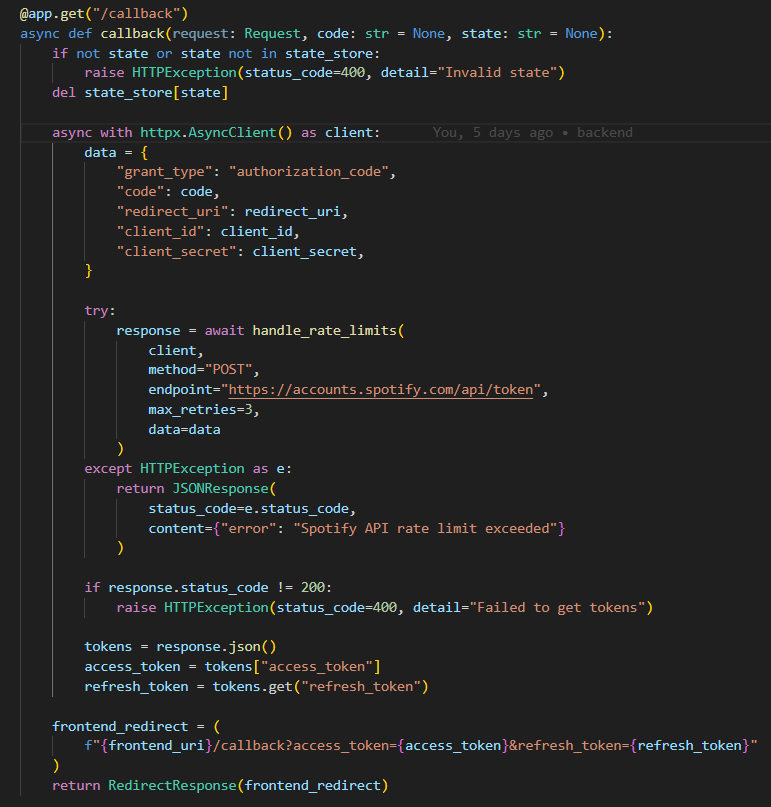 @app.get("/callback")
async def callback(request: Request, code: str = None, state: str = None):
    if not state or state not in state_store:
        raise HTTPException(status_code=400, detail="Invalid state")
    del state_store[state]

    async with httpx.AsyncClient() as client:    You, 5 days ago • backend
        data = {
            "grant_type": "authorization_code",
            "code": code,
            "redirect_uri": redirect_uri,
            "client_id": client_id,
            "client_secret": client_secret,
        }

        try:
            response = await handle_rate_limits(
                client,
                method="POST",
                endpoint="https://accounts.spotify.com/api/token",
                max_retries=3,
                data=data
            )
        except HTTPException as e:
            return JSONResponse(
                status_code=e.status_code,
                content={"error": "Spotify API rate limit exceeded"}
            )

        if response.status_code != 200:
            raise HTTPException(status_code=400, detail="Failed to get tokens")

        tokens = response.json()
        access_token = tokens["access_token"]
        refresh_token = tokens.get("refresh_token")

    frontend_redirect = (
        f"{frontend_uri}/callback?access_token={access_token}&refresh_token={refresh_token}"
    )
    return RedirectResponse(frontend_redirect)